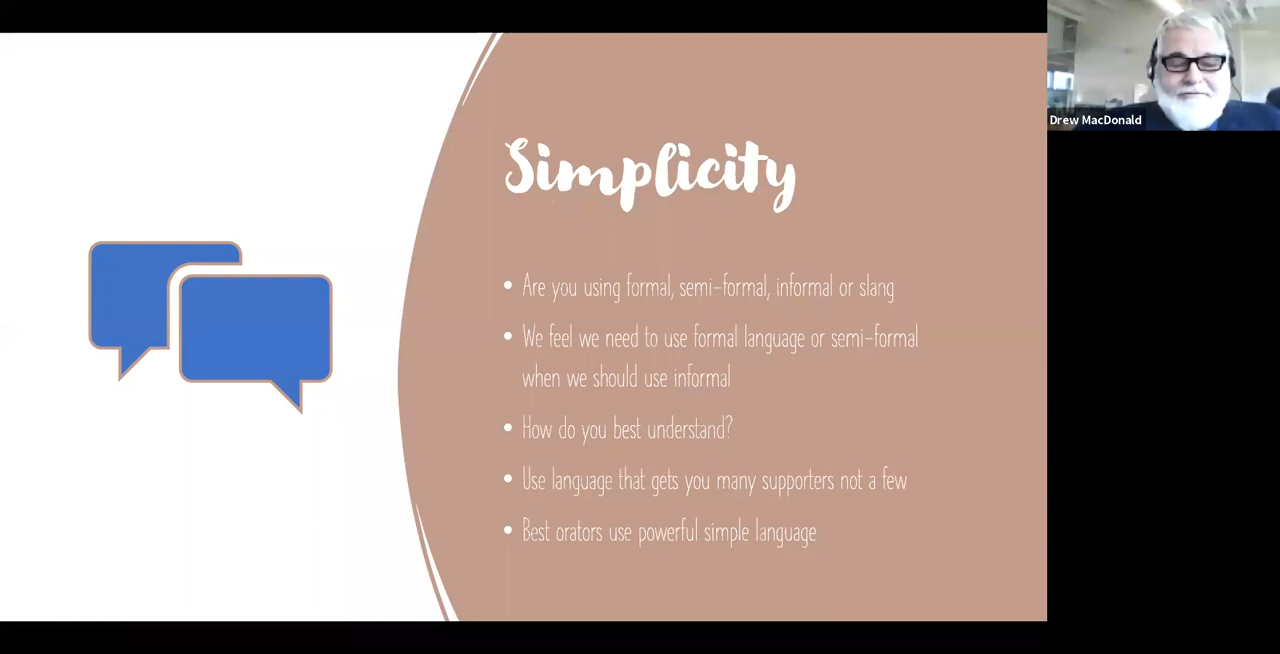 Simplicity
• Are you using formal, semi-formal, informal or slang
• We feel we need to use formal language or semi-formal
when we should use informal
• How do you best understand?
• Use language that gets you many supporters not a few
• Best orators use powerful simple language
Drew MacDonald